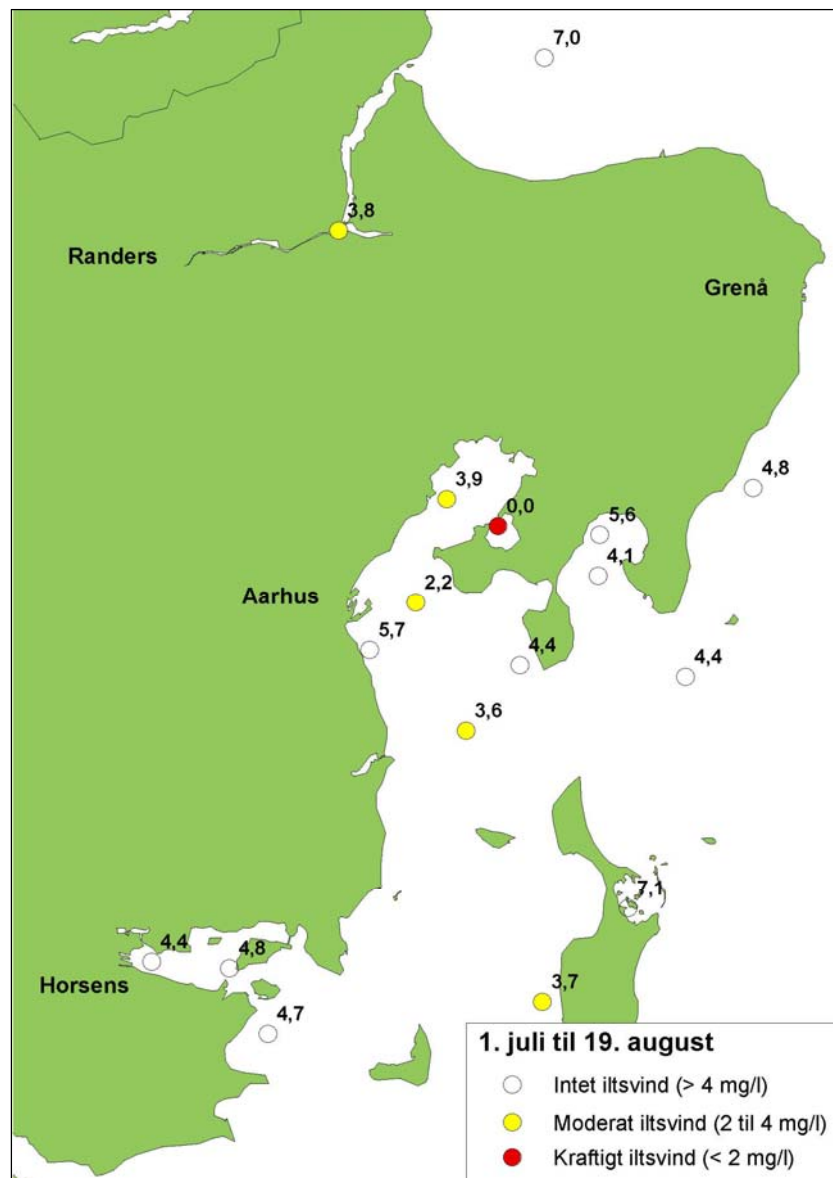 7,0
3,8
Randers
Grenå
4,8
3,9
0,0
5,6
4,1
Aarhus
2,2
5,7
4,4
4,4
3,6
7,1
4,4
4,8
Horsens
3,7
4,7
1. juli til 19. august
Intet iltsvind (> 4 mg/l)
Moderat iltsvind (2 til 4 mg/l)
Kraftigt iltsvind (< 2 mg/l)